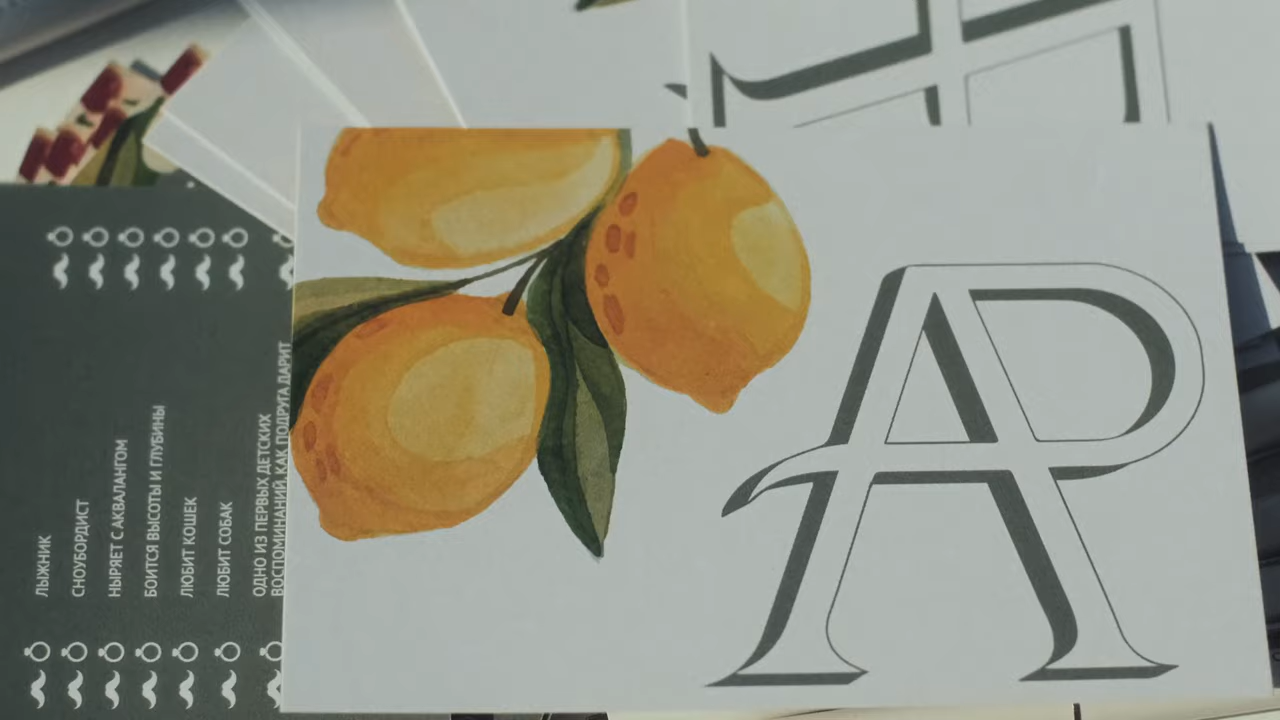 ЛЫЖНИК
СНОУБОРДИСТ
НЫРЯЕТ С АКВАЛАНГОМ
БОИТСЯ ВЫСОТЫ И ГЛУБИНЫ
ЛЮБИТ КОШЕК
ЛЮБИТ СОБАК
ОДНО ИЗ ПЕРВЫХ ДЕТСКИХ
ВОСПОМИНАНИЙ, КАК ПОДРУГА ДАРИТ
AP